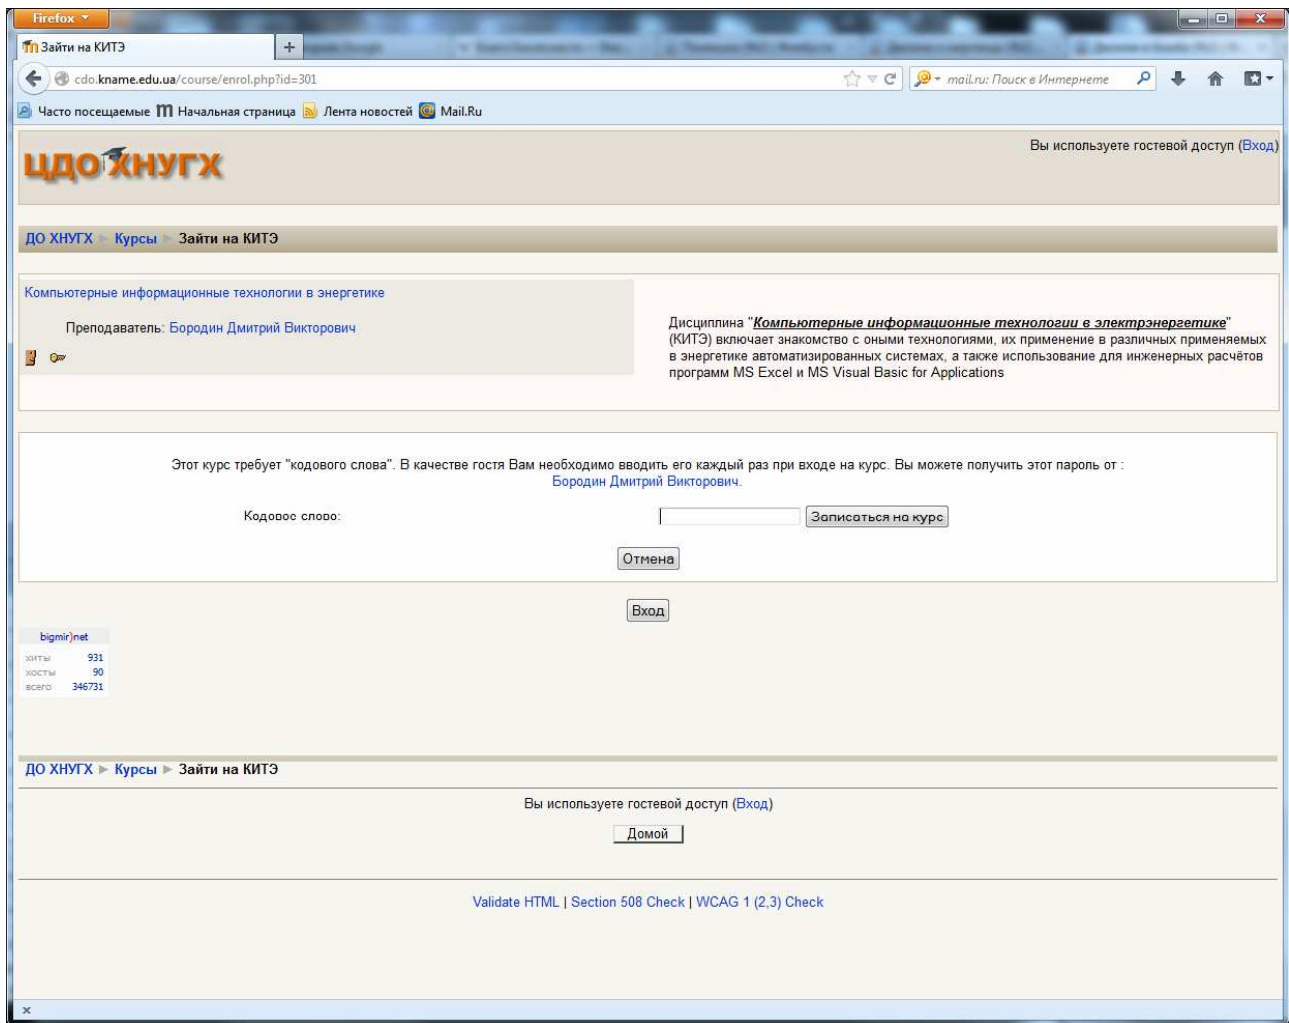 Firefox
Зайти на КИТЭ
cdo.kname.edu.ua/course/enrol.php?id=301
mail.ru: Поиск в Интернете
Часто посещаемые Начальная страница Лента новостей Mail.Ru
ЦДО ХНУГХ
Вы используете гостевой доступ (Вход)
ДО ХНУГХ Курсы Зайти на КИТЭ
Компьютерные информационные технологии в энергетике
Преподаватель: Бородин Дмитрий Викторович
Дисциплина "Компьютерные информационные технологии в электрэнергетике"
(КИТЭ) включает знакомство с оными технологиями, их применение в различных применяемых
в энергетике автоматизированных системах, а также использование для инженерных расчётов
программ MS Excel и MS Visual Basic for Applications
Этот курс требует "кодового слова". В качестве гостя Вам необходимо вводить его каждый раз при входе на курс. Вы можете получить этот пароль от :
Бородин Дмитрий Викторович.
Кодовое слово:
Записаться на курс
Отмена
Вход
bigmir)net
хиты 931
хосты 90
всего 346731
ДО ХНУГХ Курсы Зайти на КИТЭ
Вы используете гостевой доступ (Вход)
Домой
Validate HTML | Section 508 Check | WCAG 1 (2,3) Check